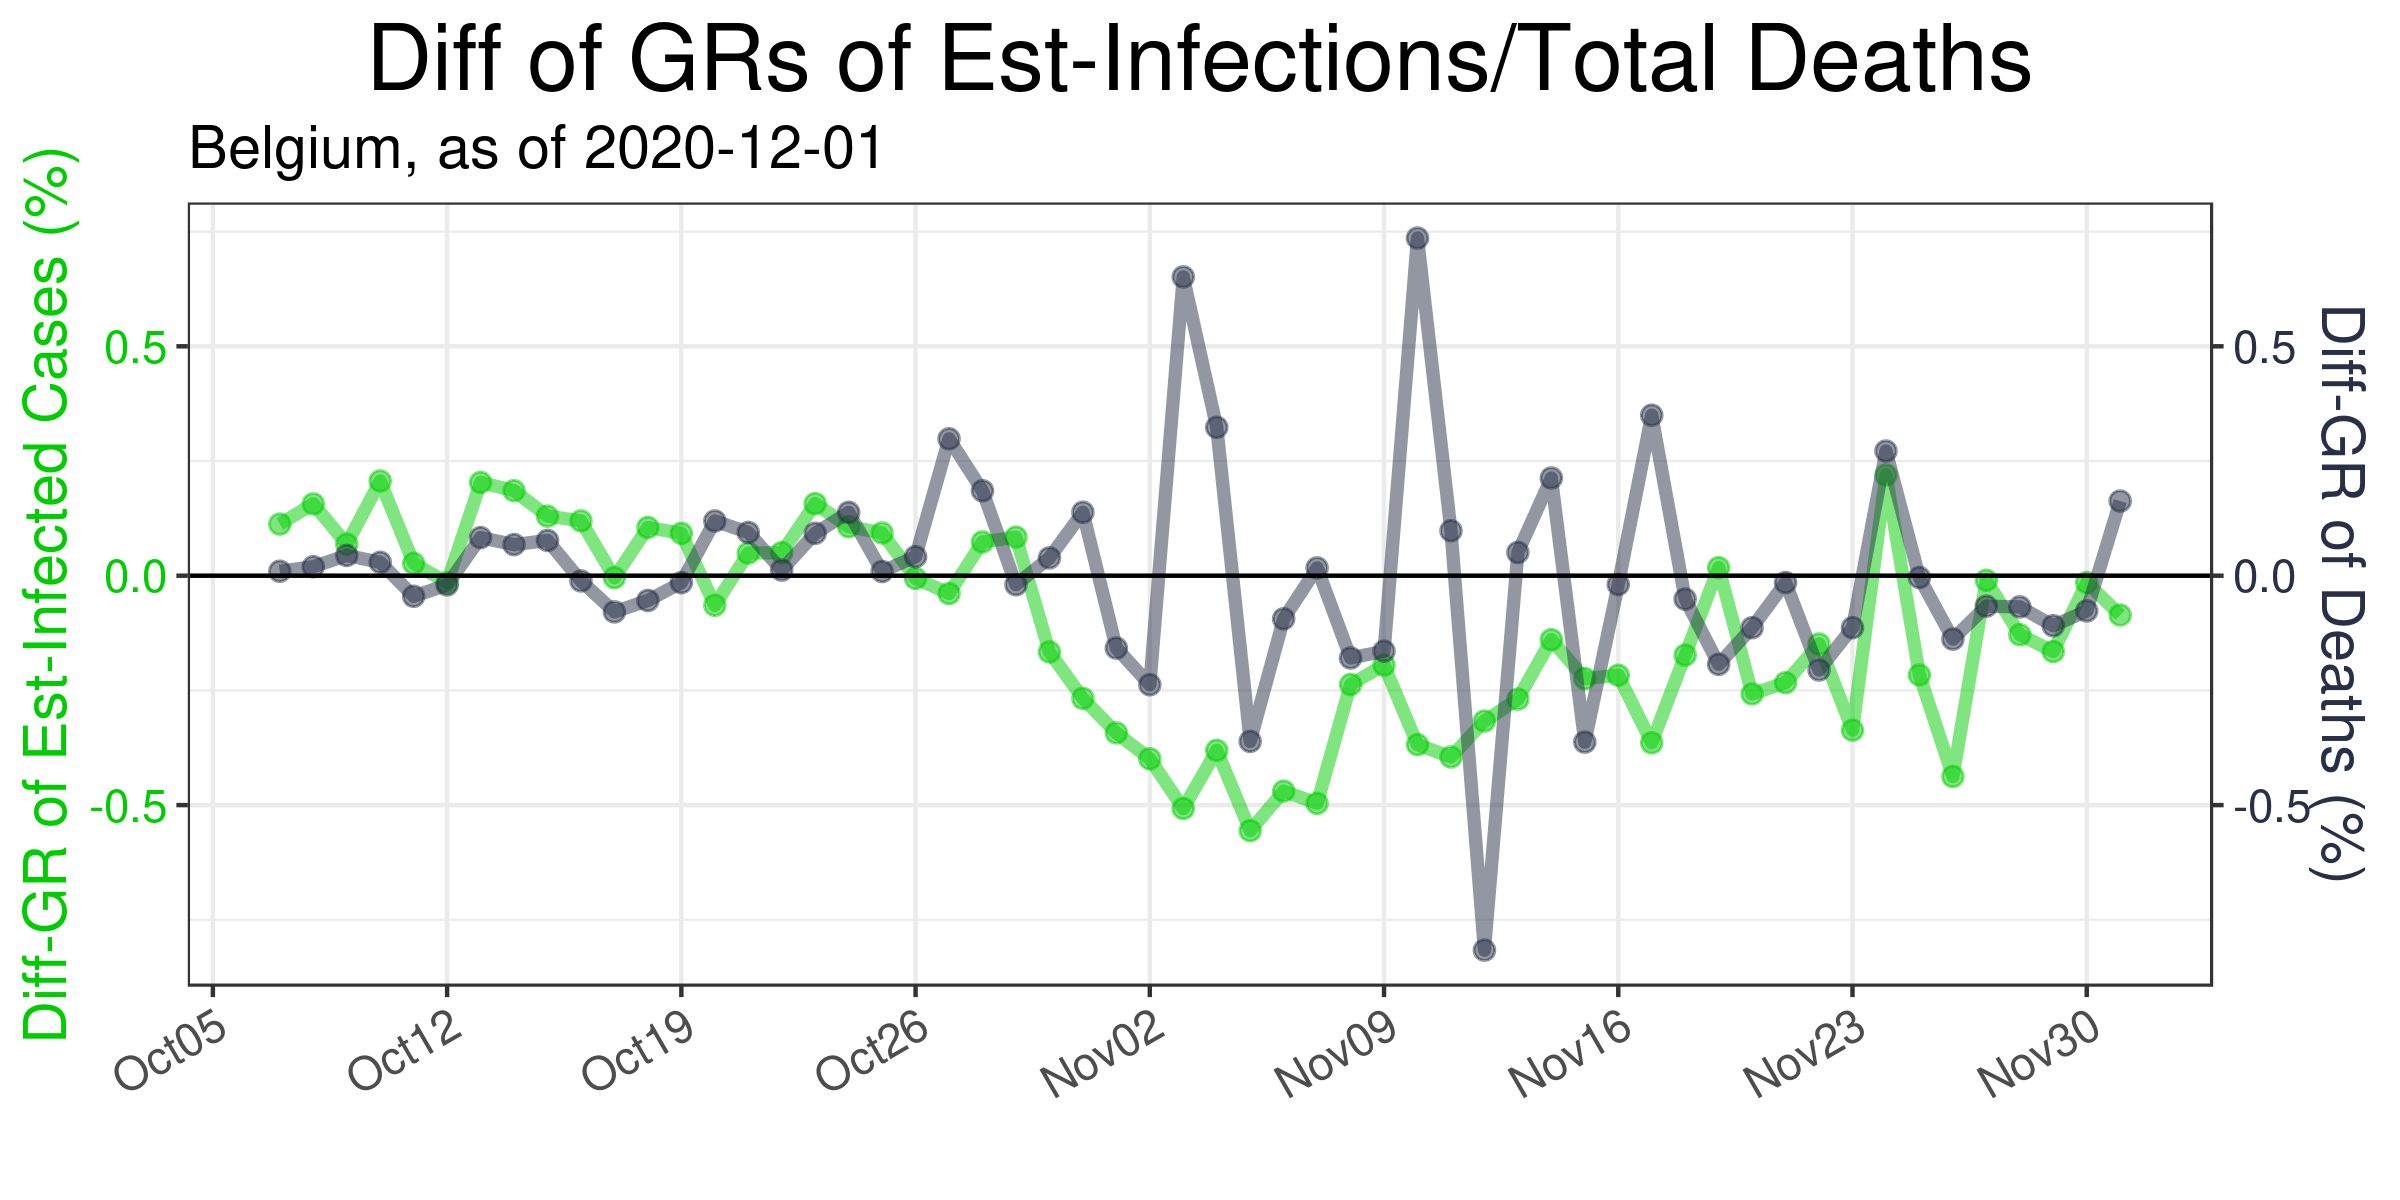 Diff of GRs of Est-Infections/Total Deaths
Belgium, as of 2020-12-01
Diff-GR of Est-Infected Cases (%)
0.5
0.0
-0.5
0.5
0.0
-0.5
Diff-GR of Deaths (%)
Oct05
Oct12
Oct19
Oct26
Nov02
Nov09
Nov16
Nov23
Nov30